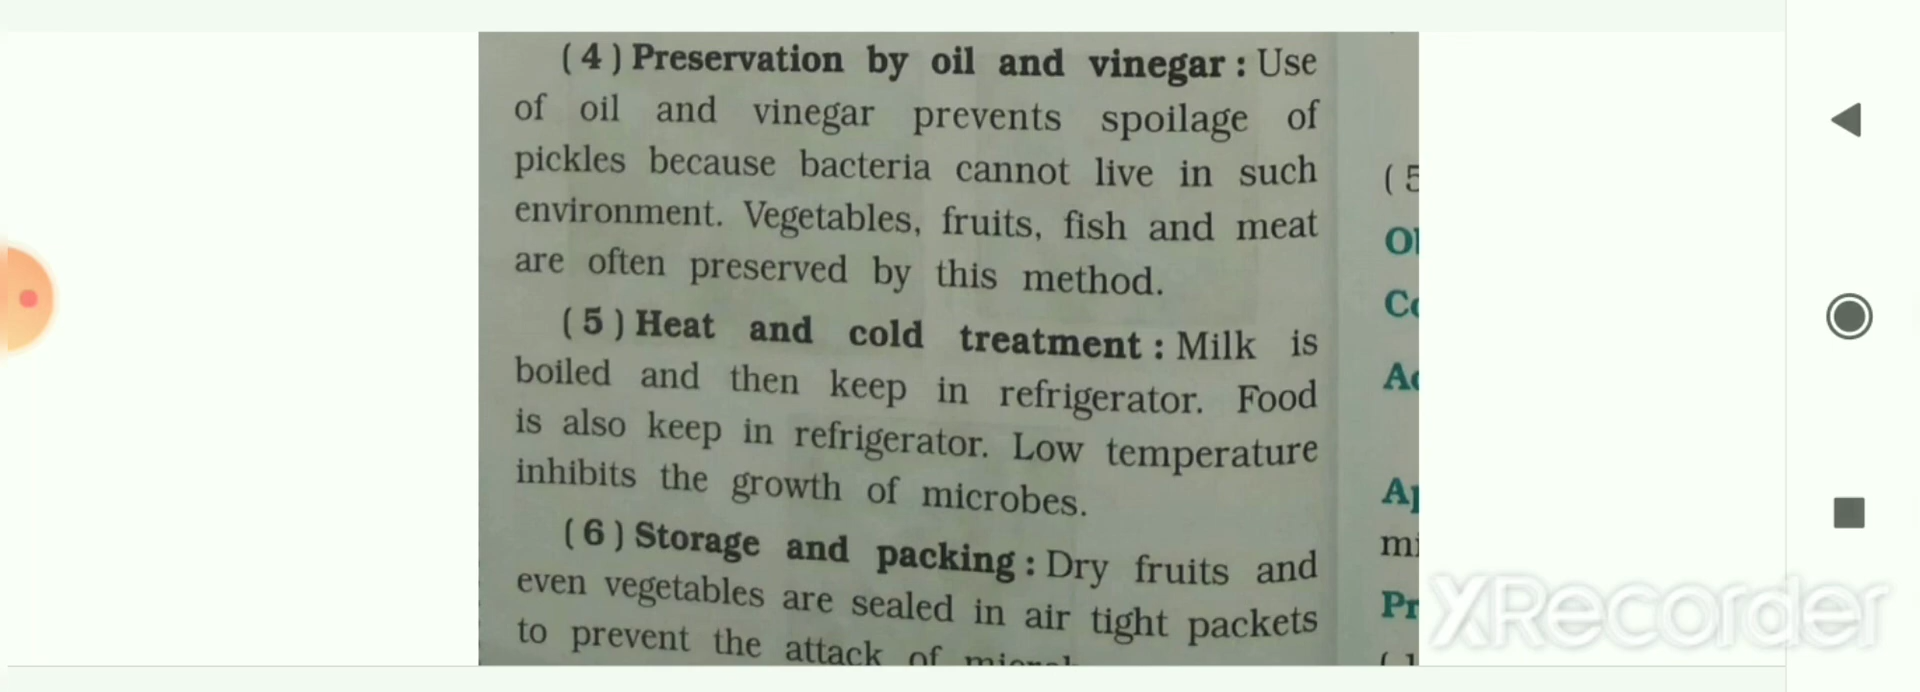 ( 4 ) Preservation by oil and vinegar : Use
of oil and vinegar prevents spoilage of
pickles because bacteria cannot live in such
environment. Vegetables, fruits, fish and meat
are often preserved by this method.
( 5 ) Heat and cold treatment : Milk is
boiled and then keep in refrigerator. Food
is also keep in refrigerator. Low temperature
inhibits the growth of microbes.
( 6 ) Storage and packing : Dry fruits and
even vegetables are sealed in air tight packets
to prevent the attack of
( 5
XRecorder